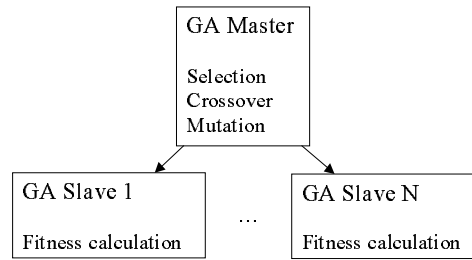 GA Master
Selection
Crossover
Mutation
GA Slave 1
Fitness calculation
...
GA Slave N
Fitness calculation